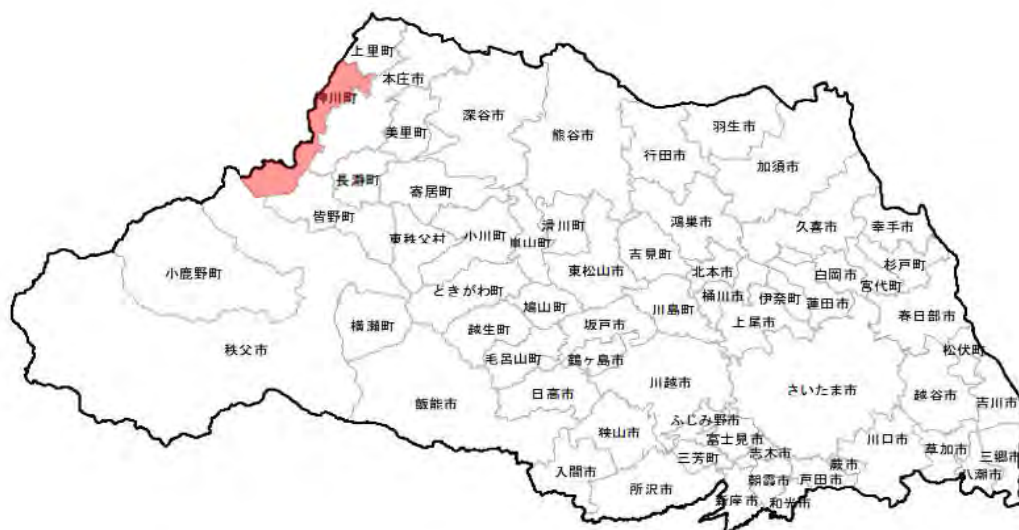 上里町
本庄市
神川町
美里町
深谷市
熊谷市
羽生市
行田市
加須市
長瀞町
寄居町
皆野町
東秩父村
小川町
嵐山町
滑川町
吉見町
鴻巣市
久喜市
幸手市
小鹿野町
東松山市
北本市
白岡市
杉戸町
宮代町
ときがわ町
鳩山町
川島町
桶川市
伊奈町
蓮田市
横瀬町
越生町
坂戸市
上尾市
春日部市
秩父市
毛呂山町
鶴ヶ島市
松伏町
飯能市
日高市
川越市
さいたま市
越谷市
吉川市
狭山市
ふじみ野市
富士見市
川口市
草加市
三郷市
入間市
三芳町
志木市
蕨市
八潮市
所沢市
朝霞市
戸田市
新座市
和光市